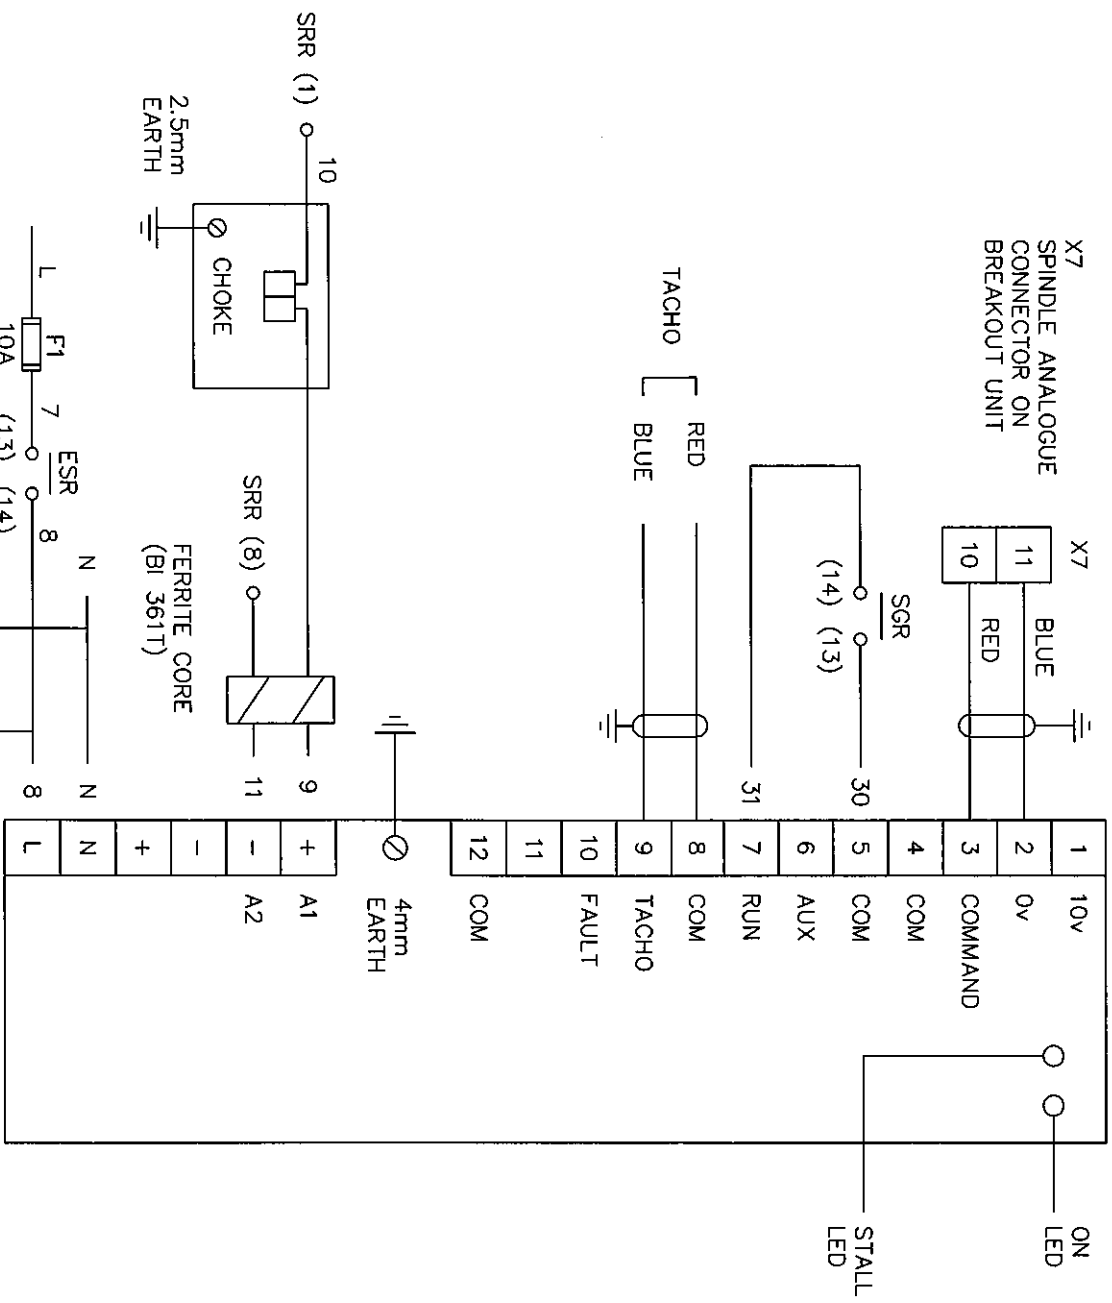 X7
SPINDLE ANALOGUE
CONNECTOR ON
BREAKOUT UNIT
X7
11
10
BLUE
RED
SGR
(14) (13)
30
31
TACHO
RED
BLUE
SRR (1)
10
2.5mm
EARTH
CHOKE
SRR (8)
FERRITE CORE
(BI 361T)
9
11
L
F1
10A
7
ESR
(13) (14)
8
N
N
8
1
10v
2
0v
3
COMMAND
4
COM
5
COM
6
AUX
7
RUN
8
COM
9
TACHO
10
FAULT
11
12
COM
4mm
EARTH
+
A1
-
A2
-
+
N
L
ON
LED
STALL
LED